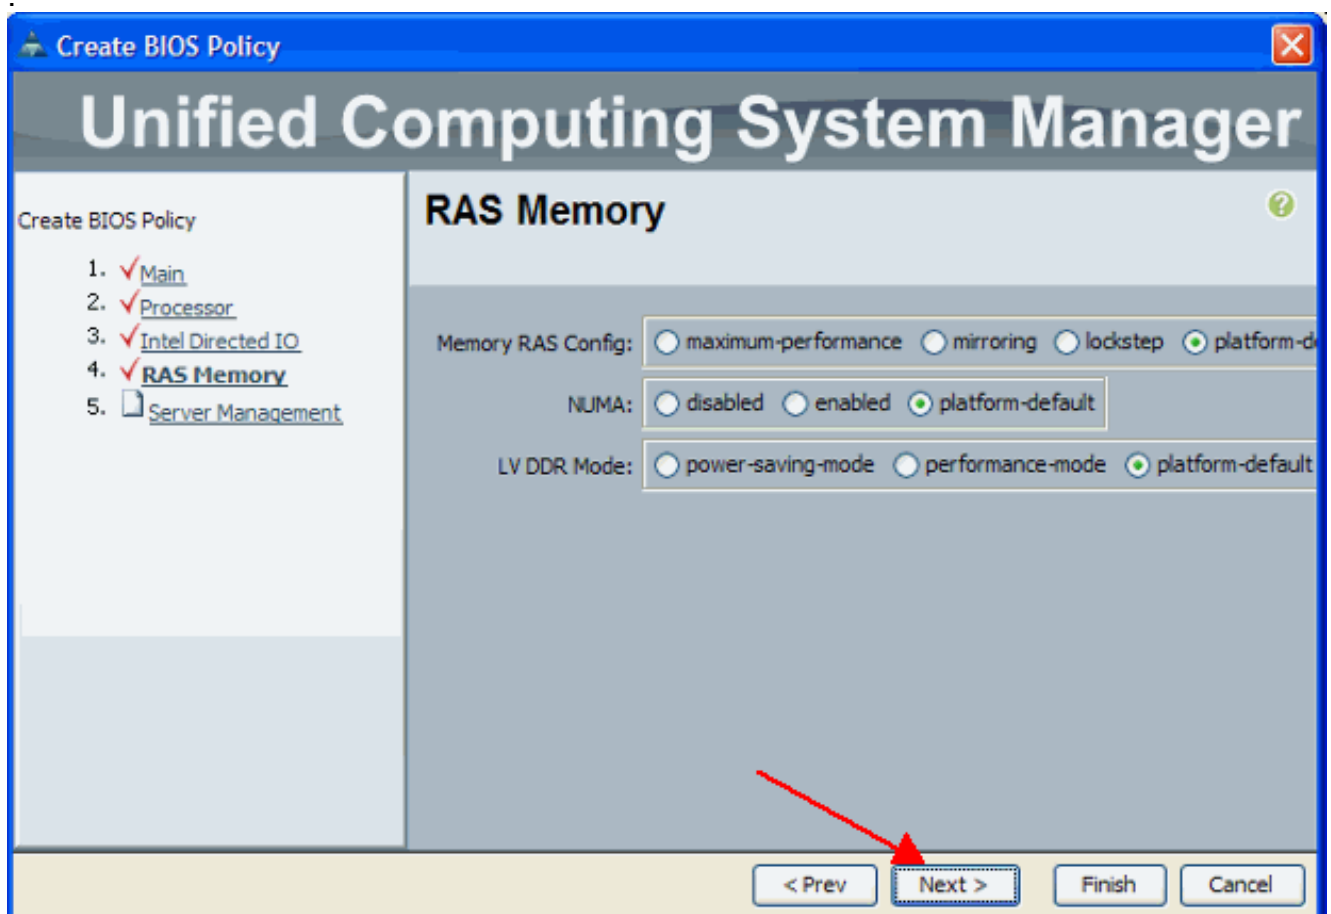 Create BIOS Policy
Unified Computing System Manager
Create BIOS Policy
1. Main
2. Processor
3. Intel Directed IO
4. RAS Memory
5. Server Management
RAS Memory
?
Memory RAS Config: maximum-performance mirroring lockstep platform-d
NUMA: disabled enabled platform-default
LV DDR Mode: power-saving-mode performance-mode platform-default
< Prev Next > Finish Cancel